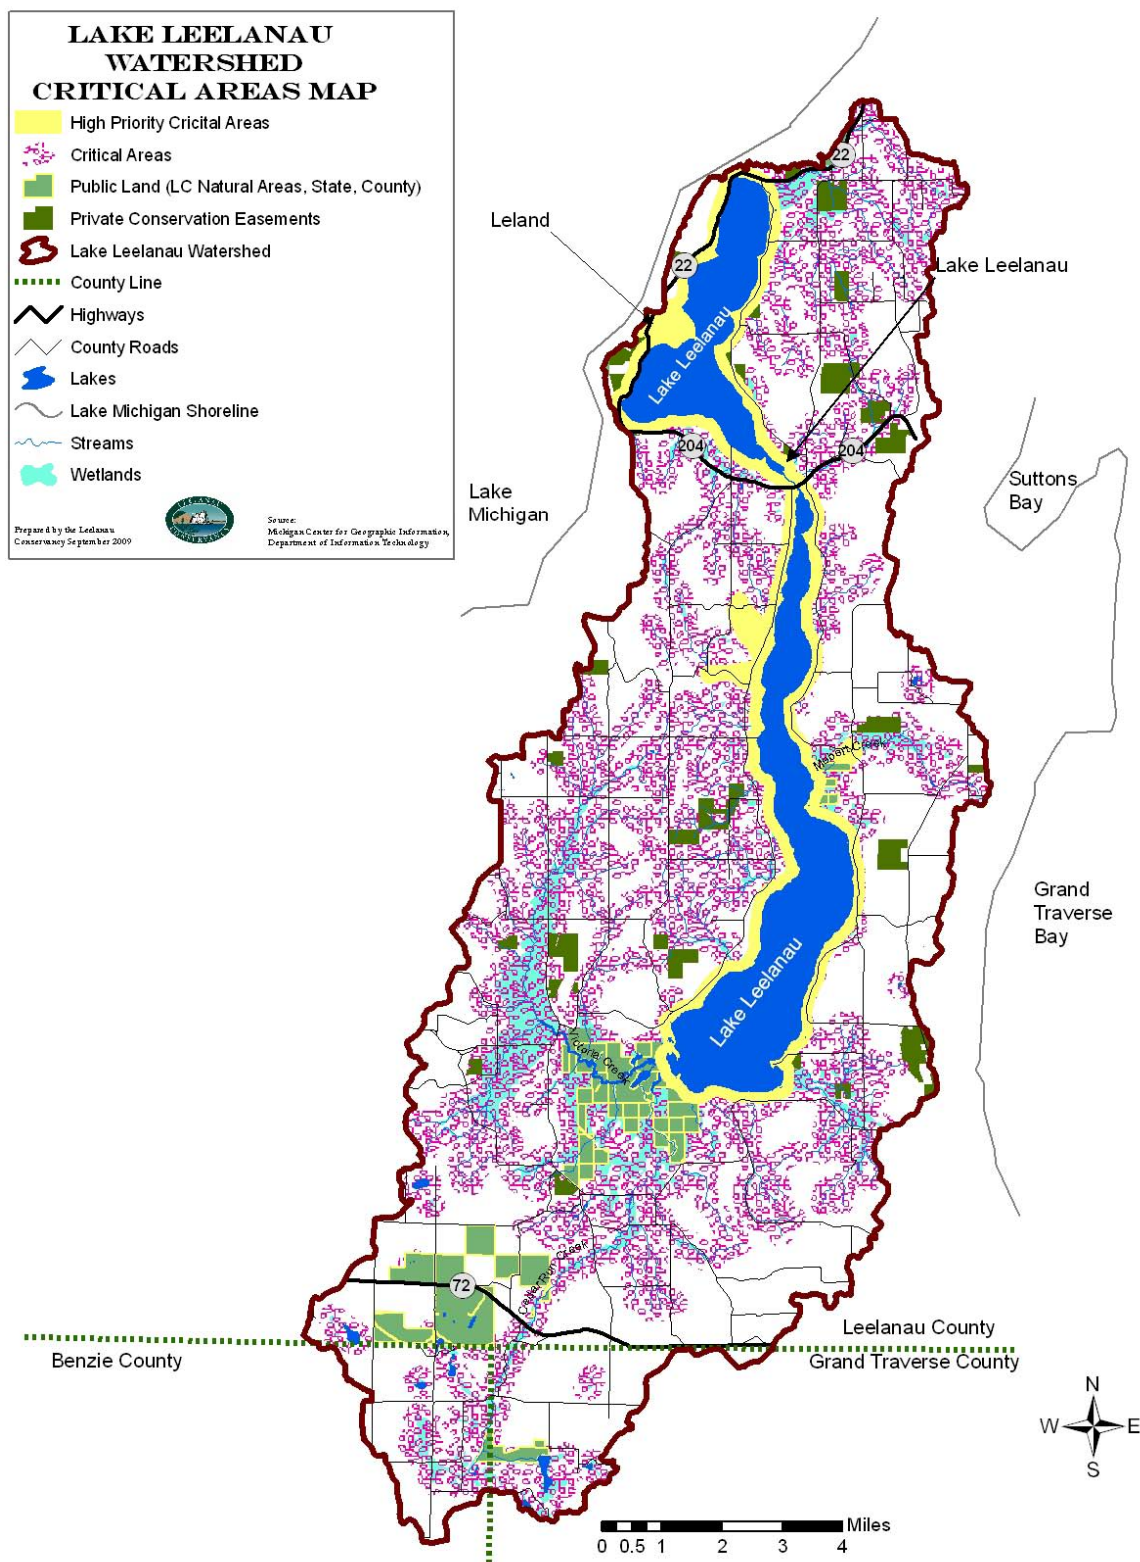 LAKE LEELANAU
WATERSHED
CRITICAL AREAS MAP
High Priority Cricital Areas
Critical Areas
Public Land (LC Natural Areas, State, County)
Private Conservation Easements
Lake Leelanau Watershed
County Line
Highways
County Roads
Lakes
Lake Michigan Shoreline
Streams
Wetlands
Prepared by the Leelanau
Conservancy September 2009
LEELANAU
CONSERVANCY
Source:
Michigan Center for Geographic Information,
Department of Information Technology
22
Leland
22
Lake Leelanau
Lake Leelanau
204
204
Lake
Michigan
Suttons
Bay
Grand
Traverse
Bay
Lake Leelanau
Victoria Creek
Cedar Run Creek
72
Leelanau County
Benzie County
Grand Traverse County
N
W
E
S
Miles
0 0.5 1 2 3 4